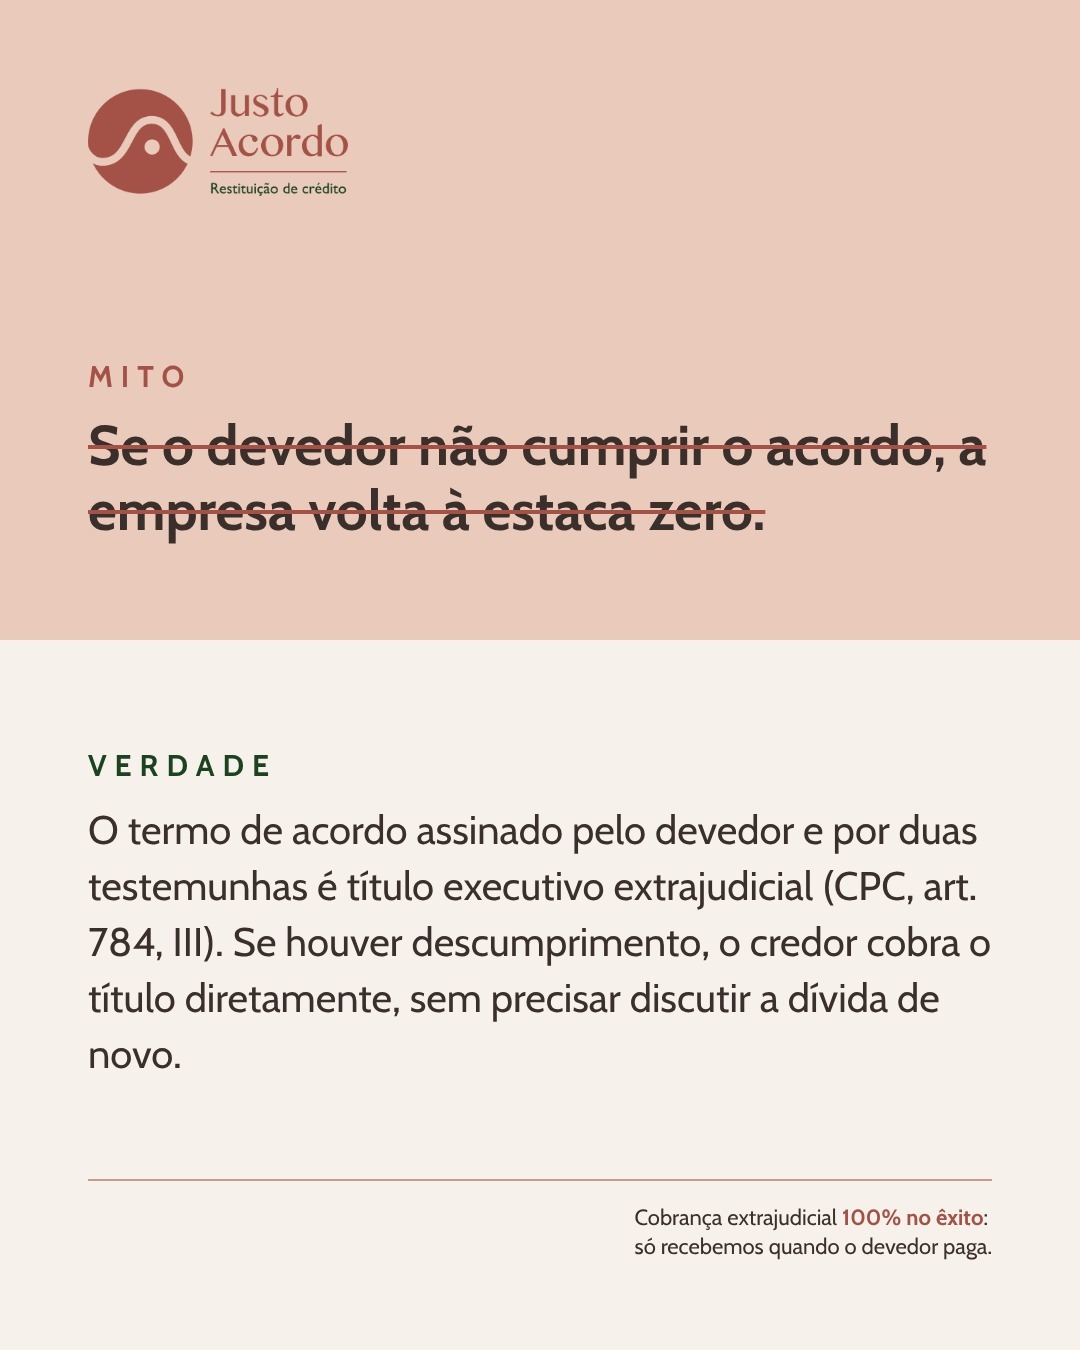 Justo
Acordo
Restituição de crédito
MITO
Se o devedor não cumprir o acordo, a
empresa volta à estaca zero.
VERDADE
O termo de acordo assinado pelo devedor e por duas
testemunhas é título executivo extrajudicial (CPC, art.
784, III). Se houver descumprimento, o credor cobra o
título diretamente, sem precisar discutir a dívida de
novo.
Cobrança extrajudicial 100% no êxito:
só recebemos quando o devedor paga.